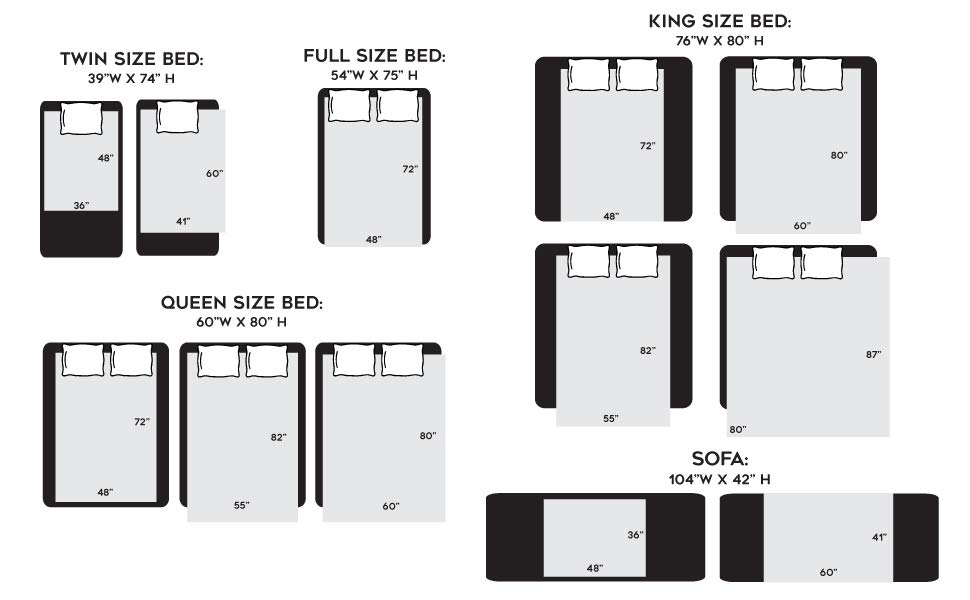 TWIN SIZE BED:
39"W X 74" H
48"
36"
60"
41"
FULL SIZE BED:
54"W X 75" H
72"
48"
KING SIZE BED:
76"W X 80" H
72"
48"
80"
60"
82"
55"
87"
80"
QUEEN SIZE BED:
60"W X 80" H
72"
48"
82"
55"
80"
60"
SOFA:
104"W X 42" H
36"
48"
41"
60"